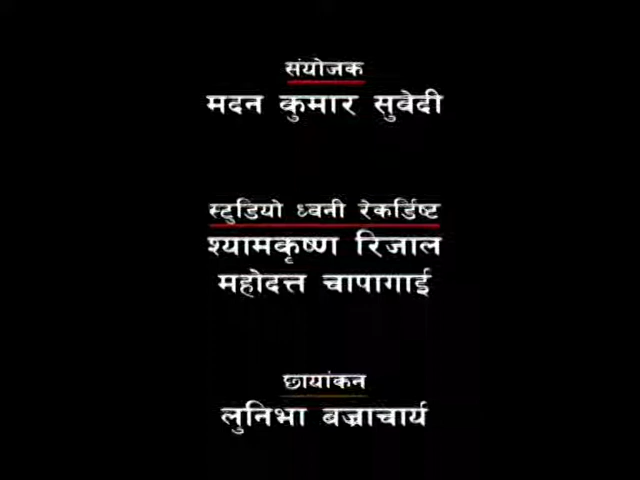 संयोजक
मदन कुमार सुवेदी
स्टुडियो ध्वनी रेकर्डिष्ट
श्यामकृष्ण रिजाल
महोदत्त चापागाई
छायांकन
लुनिभा बज्राचार्य